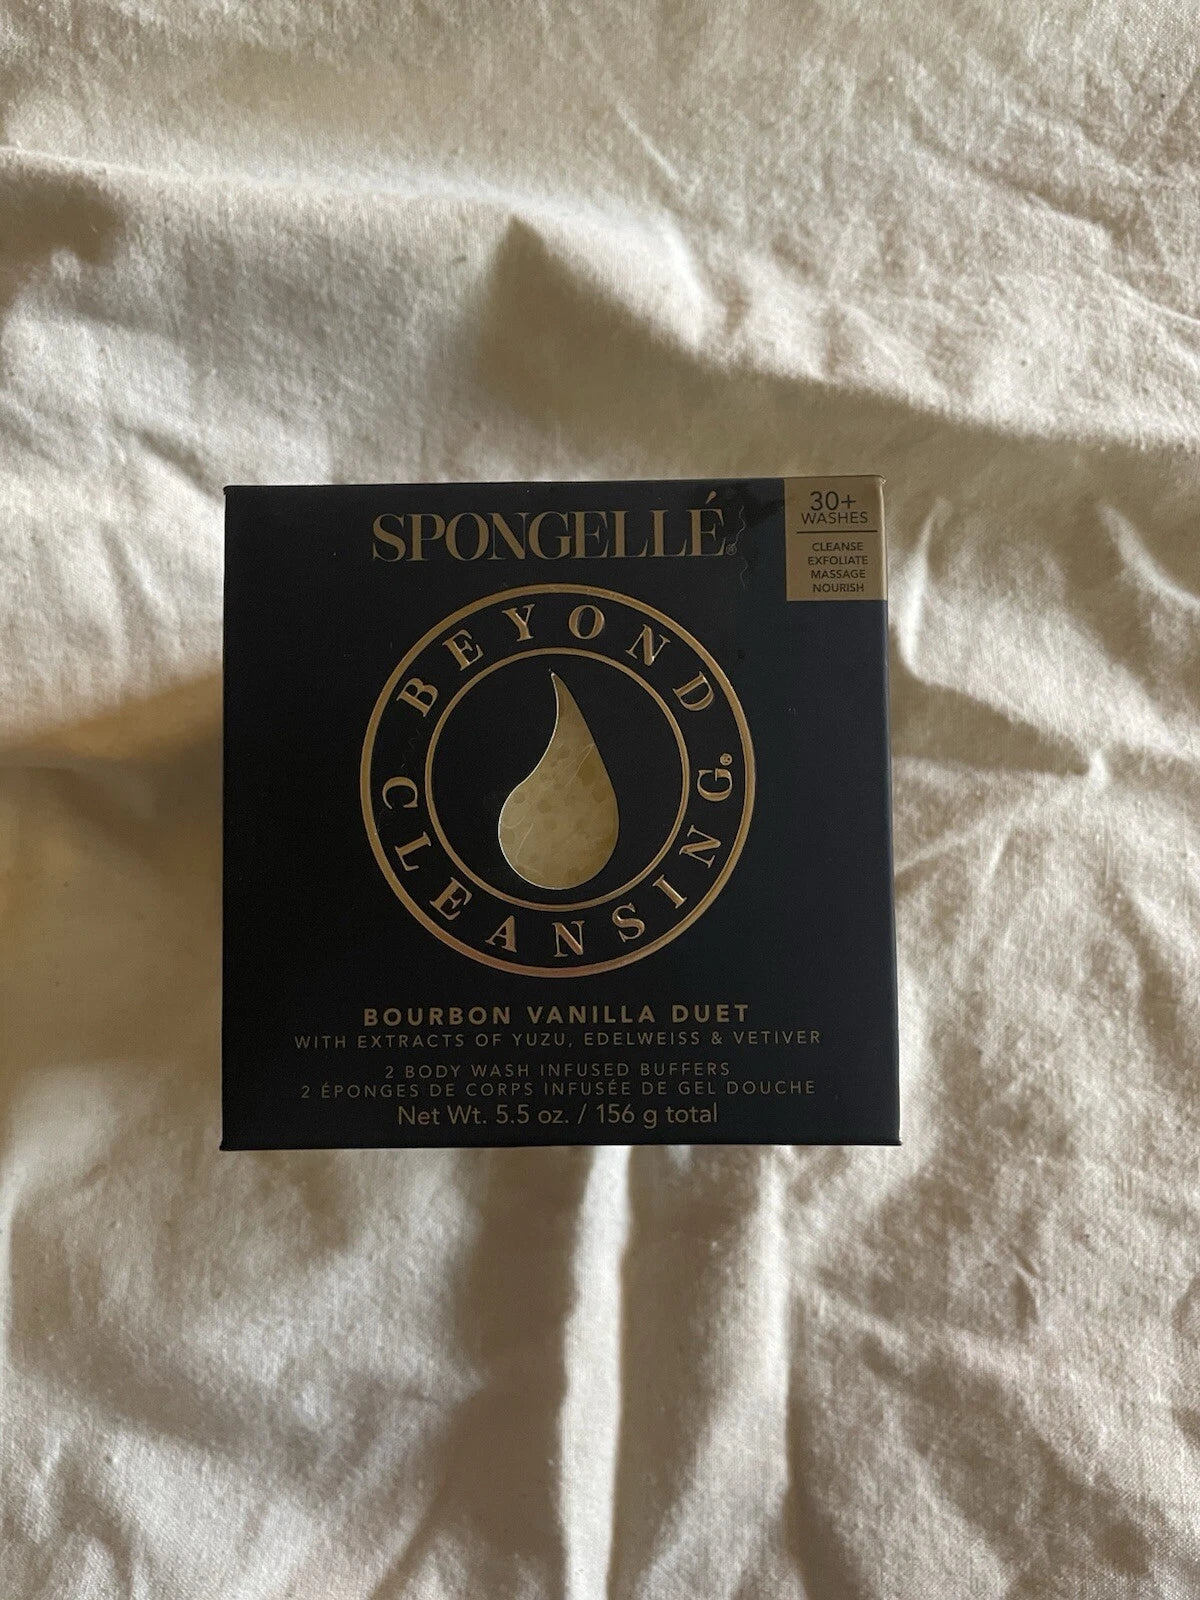 SPONGELLÉ®
30+
WASHES
CLEANSE
EXFOLIATE
MASSAGE
NOURISH
BEYOND
CLEANSING®
BOURBON VANILLA DUET
WITH EXTRACTS OF YUZU, EDELWEISS & VETIVER
2 BODY WASH INFUSED BUFFERS
2 ÉPONGES DE CORPS INFUSÉE DE GEL DOUCHE
Net Wt. 5.5 oz. / 156 g total